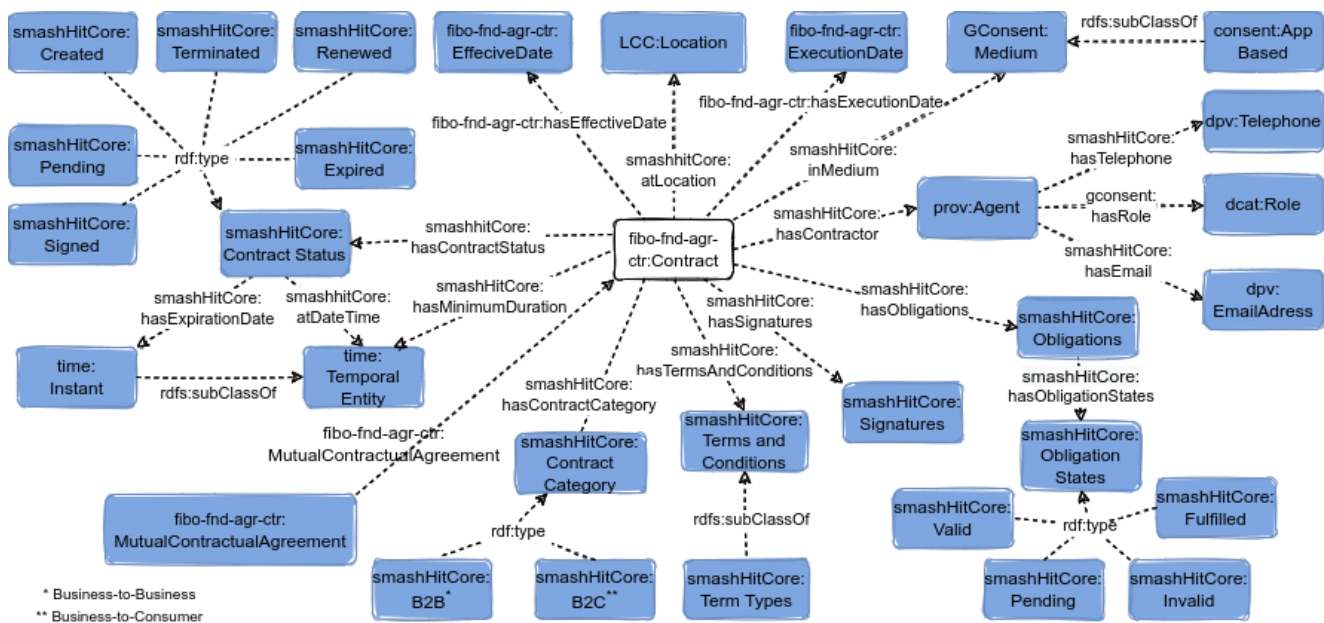 smashHitCore:
Created
smashHitCore:
Terminated
smashHitCore:
Renewed
fibo-fnd-agr-ctr:
EffeciveDate
LCC:Location
fibo-fnd-agr-ctr:
ExecutionDate
GConsent:
Medium
rdfs:subClassOf
consent:App
Based
fibo-fnd-agr-ctr:hasEffectiveDate
fibo-fnd-agr-ctr:hasExecutionDate
smashHitCore:
Pending
rdf:type
smashHitCore:
Expired
smashhitCore:
atLocation
smashHitCore:
inMedium
smashHitCore:
hasTelephone
dpv:Telephone
smashHitCore:
Signed
smashHitCore:
Contract Status
smashhitCore:
hasContractStatus
fibo-fnd-agr-
ctr:Contract
smashHitCore:
hasContractor
prov:Agent
gconsent:
hasRole
dcat:Role
smashHitCore:
hasEmail
dpv:
EmailAdress
smashHitCore:
hasExpirationDate
smashhitCore:
atDateTime
smashHitCore:
hasMinimumDuration
smashHitCore:
hasSignatures
smashHitCore:
hasObligations
smashHitCore:
Obligations
time:
Instant
rdfs:subClassOf
time:
Temporal
Entity
smashHitCore:
hasContractCategory
smashHitCore:
hasTermsAndConditions
smashHitCore:
hasObligationStates
fibo-fnd-agr-ctr:
MutualContractualAgreement
smashHitCore:
Contract
Category
smashHitCore:
Terms and
Conditions
smashHitCore:
Signatures
smashHitCore:
Obligation
States
fibo-fnd-agr-ctr:
MutualContractualAgreement
rdf:type
rdfs:subClassOf
smashHitCore:
Valid
rdf:type
smashHitCore:
Fulfilled
smashHitCore:
B2B*
smashHitCore:
B2C**
smashHitCore:
Term Types
smashHitCore:
Pending
smashHitCore:
Invalid
* Business-to-Business
** Business-to-Consumer